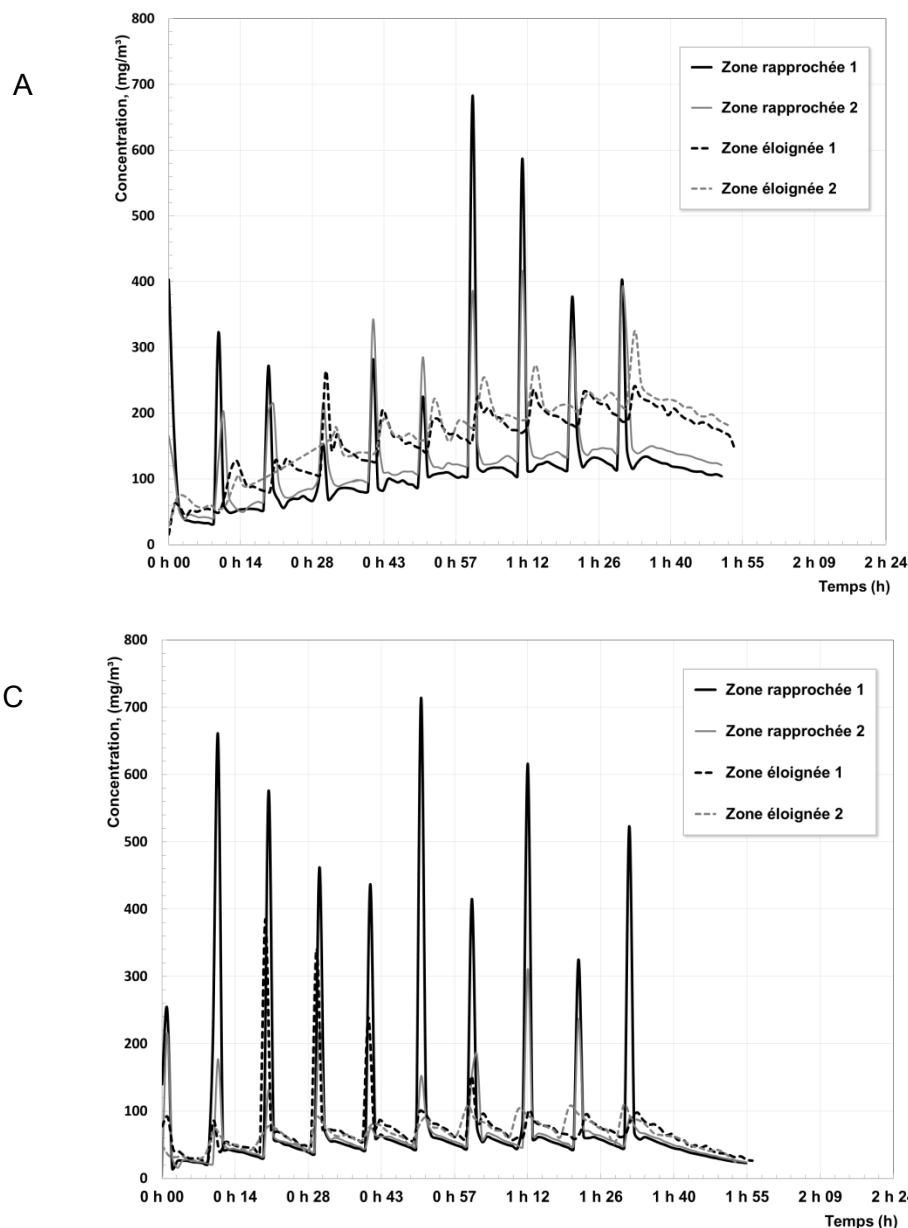 A
Concentration, (mg/m³)
800
700
600
500
400
300
200
100
0
Zone rapprochée 1
Zone rapprochée 2
Zone éloignée 1
Zone éloignée 2
0 h 00 0 h 14 0 h 28 0 h 43 0 h 57 1 h 12 1 h 26 1 h 40 1 h 55 2 h 09 2 h 24
Temps (h)
C
Concentration, (mg/m³)
800
700
600
500
400
300
200
100
0
Zone rapprochée 1
Zone rapprochée 2
Zone éloignée 1
Zone éloignée 2
0 h 00 0 h 14 0 h 28 0 h 43 0 h 57 1 h 12 1 h 26 1 h 40 1 h 55 2 h 09 2 h 24
Temps (h)